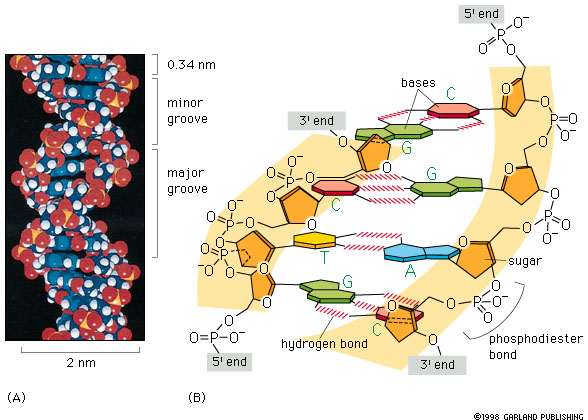 0.34 nm
minor
groove
major
groove
2 nm
(A)
5' end
O⁻
O=P–O⁻
O
bases
C
O
3' end
O
G
O
O⁻
O=P–O⁻
O
G
O
O
P
O⁻
O
C
O
O⁻
O=P–O⁻
O
O
O
P
O⁻
O
T
A
O
sugar
O⁻
O=P–O⁻
O
O
G
O
O
P
O⁻
O
C
O
phosphodiester
bond
O⁻
O=P–O⁻
O
hydrogen bond
5' end
3' end
O
(B)
©1998 GARLAND PUBLISHING